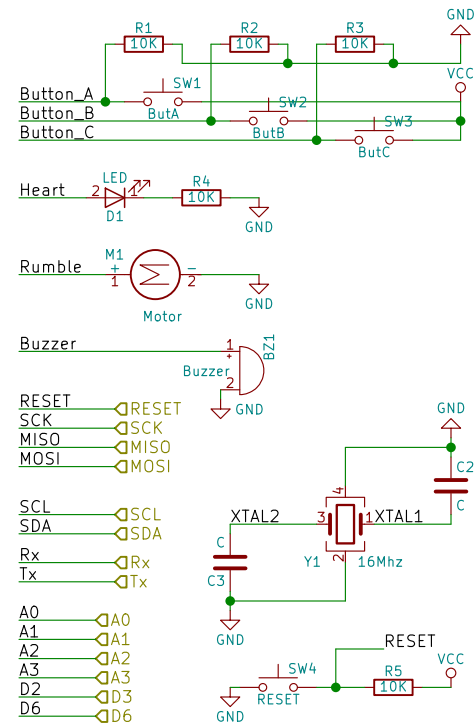 R1 R2 R3 GND
10K 10K 10K
VCC
Button_A SW1
Button_B ButA SW2
Button_C ButB SW3
ButC
LED R4
Heart 2 1 10K
D1 GND
M1
Rumble + -
1 2
GND
Motor
Buzzer 1 BZ1
+
Buzzer
2
GND
RESET RESET
SCK SCK
MISO MISO
MOSI MOSI
GND
C2
C
4
SCL SCL XTAL2 3 1 XTAL1
SDA SDA
C 2
Y1 16Mhz
C3
Rx Rx
Tx Tx
GND
A0 A0
A1 A1
A2 A2
A3 A3
D2 D3
D6 D6
RESET
SW4 R5 VCC
RESET 10K
GND